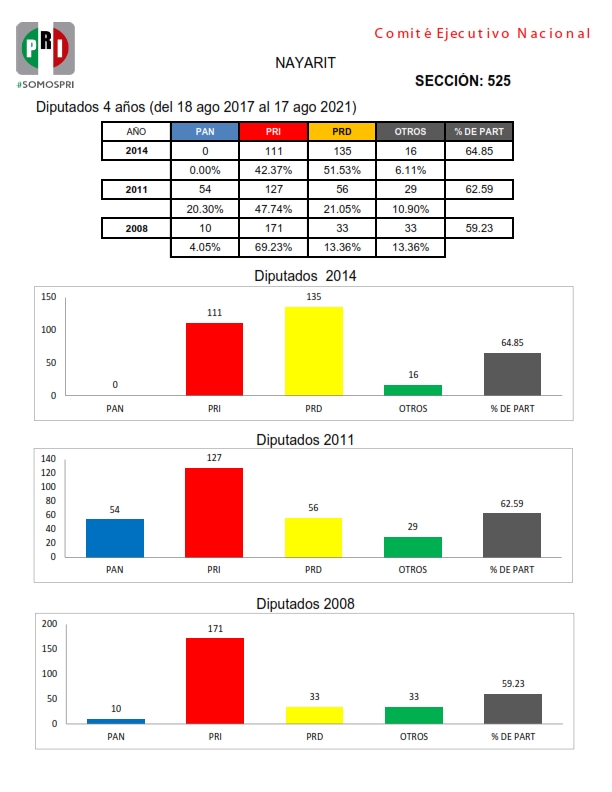 Comité Ejecutivo Nacional
PRI
#SOMOSPRI
NAYARIT
SECCIÓN: 525
Diputados 4 años (del 18 ago 2017 al 17 ago 2021)
AÑO PAN PRI PRD OTROS % DE PART
2014 0 111 135 16 64.85
0.00% 42.37% 51.53% 6.11%
2011 54 127 56 29 62.59
20.30% 47.74% 21.05% 10.90%
2008 10 171 33 33 59.23
4.05% 69.23% 13.36% 13.36%
Diputados 2014
150
100
50
0
0 111 135 16 64.85
PAN PRI PRD OTROS % DE PART
Diputados 2011
140
120
100
80
60
40
20
0
54 127 56 29 62.59
PAN PRI PRD OTROS % DE PART
Diputados 2008
200
150
100
50
0
10 171 33 33 59.23
PAN PRI PRD OTROS % DE PART